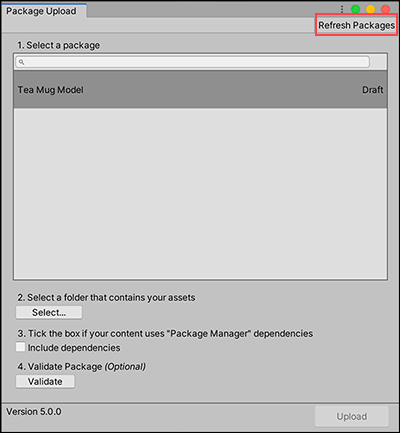 Package Upload
Refresh Packages
1. Select a package
Tea Mug Model Draft
2. Select a folder that contains your assets
Select...
3. Tick the box if your content uses "Package Manager" dependencies
Include dependencies
4. Validate Package (Optional)
Validate
Version 5.0.0 Upload